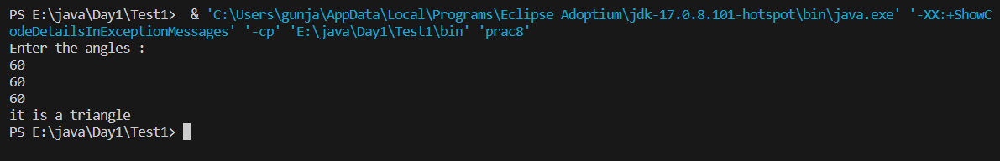 PS E:\java\Day1\Test1>  & 'C:\Users\gunja\AppData\Local\Programs\Eclipse Adoptium\jdk-17.0.8.101-hotspot\bin\java.exe' '-XX:+ShowC
odeDetailsInExceptionMessages' '-cp' 'E:\java\Day1\Test1\bin' 'prac8'
Enter the angles :
60
60
60
it is a triangle
PS E:\java\Day1\Test1>